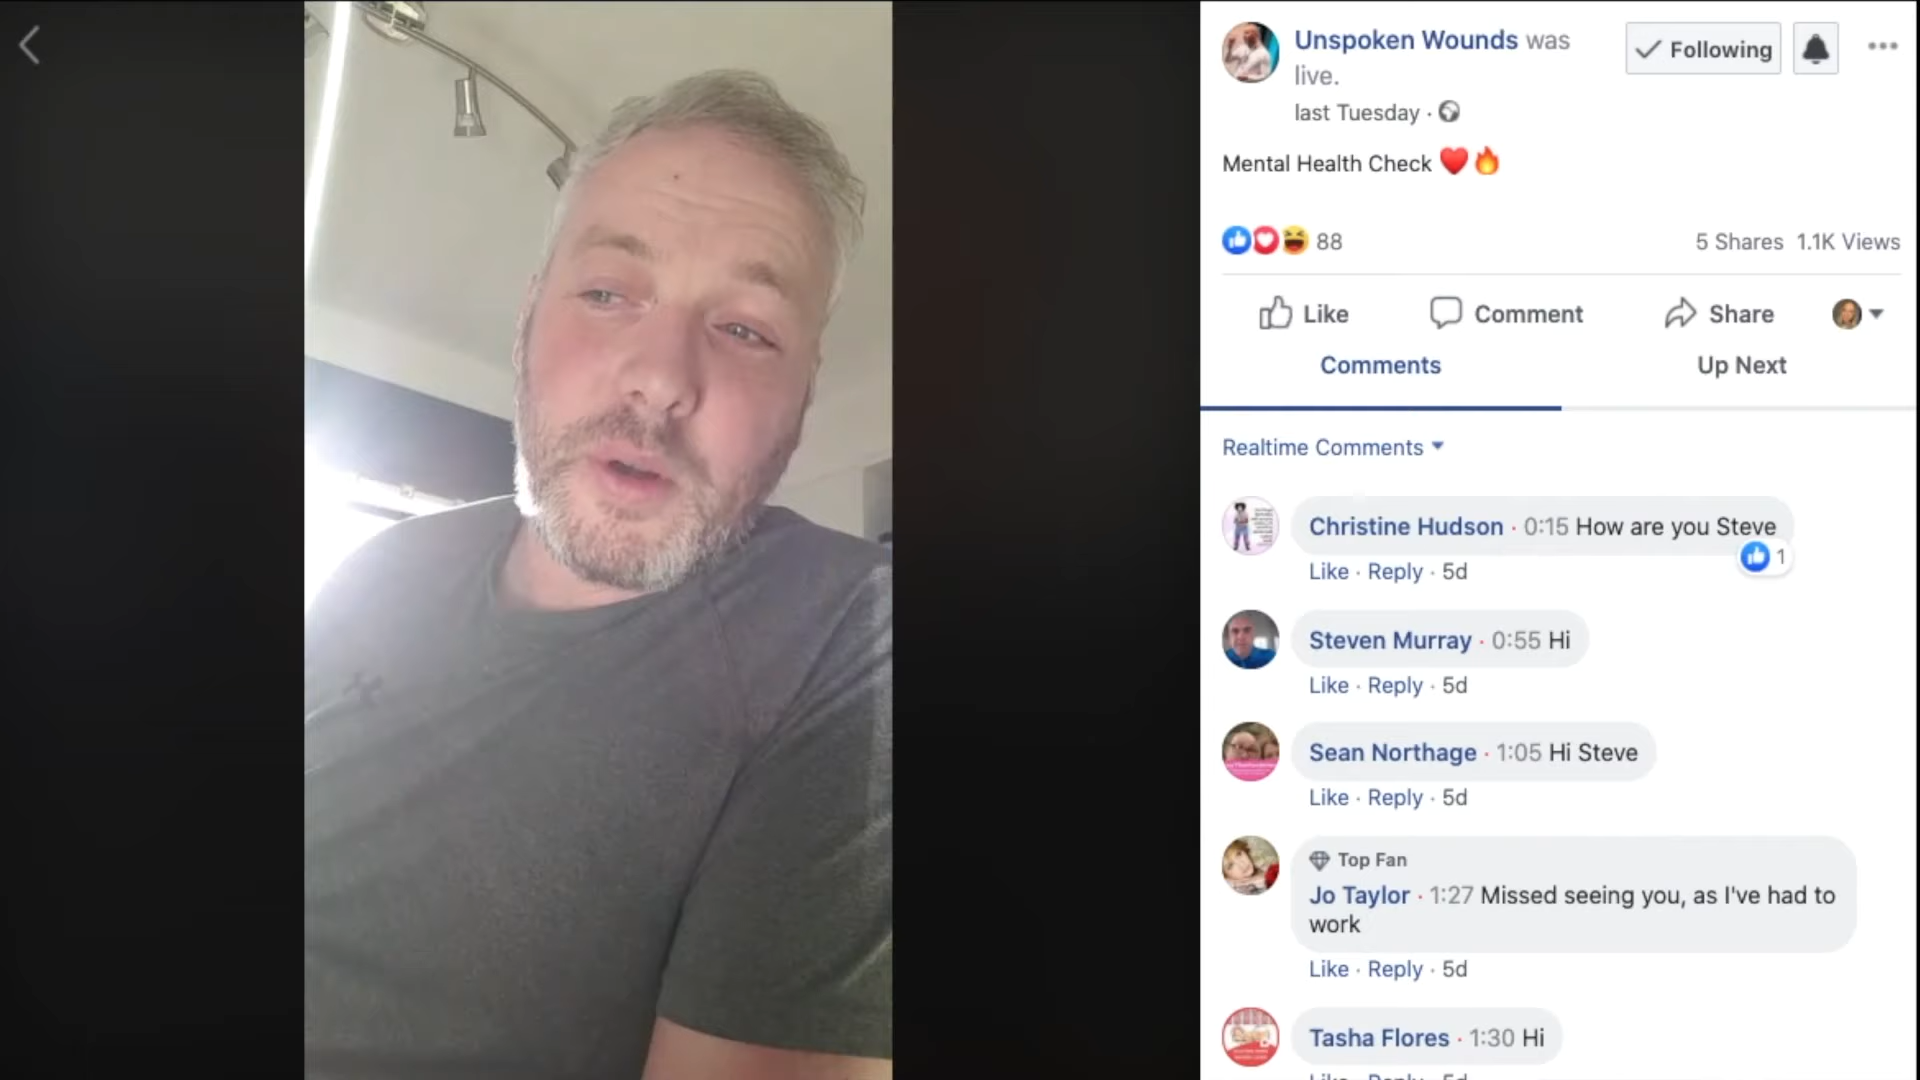 Unspoken Wounds was
live.
last Tuesday ·
Following
Mental Health Check
88
5 Shares 1.1K Views
Like
Comment
Share
Comments
Up Next
Realtime Comments
Christine Hudson · 0:15 How are you Steve
1
Like · Reply · 5d
Steven Murray · 0:55 Hi
Like · Reply · 5d
Sean Northage · 1:05 Hi Steve
Like · Reply · 5d
Top Fan
Jo Taylor · 1:27 Missed seeing you, as I've had to
work
Like · Reply · 5d
Tasha Flores · 1:30 Hi
Like · Reply · 5d